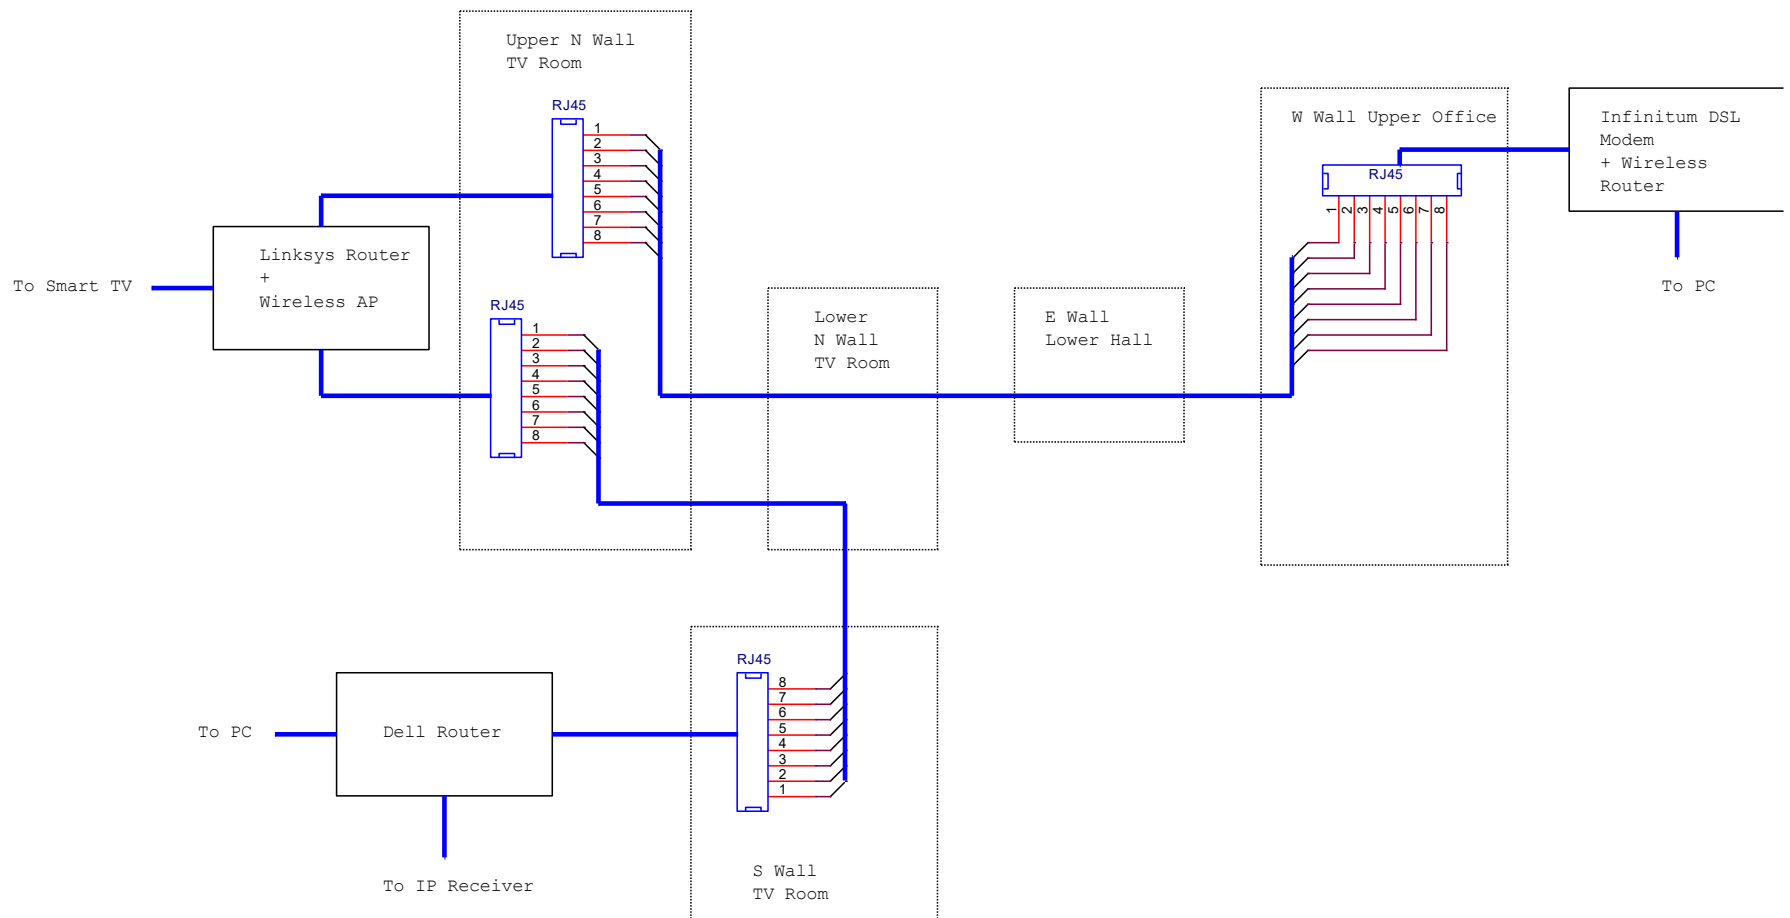 Upper N Wall
TV Room
RJ45
1
2
3
4
5
6
7
8
W Wall Upper Office
RJ45
1
2
3
4
5
6
7
8
Infinitum DSL
Modem
+ Wireless
Router
To PC
Linksys Router
+
Wireless AP
To Smart TV
RJ45
1
2
3
4
5
6
7
8
Lower
N Wall
TV Room
E Wall
Lower Hall
RJ45
8
7
6
5
4
3
2
1
To PC
Dell Router
To IP Receiver
S Wall
TV Room